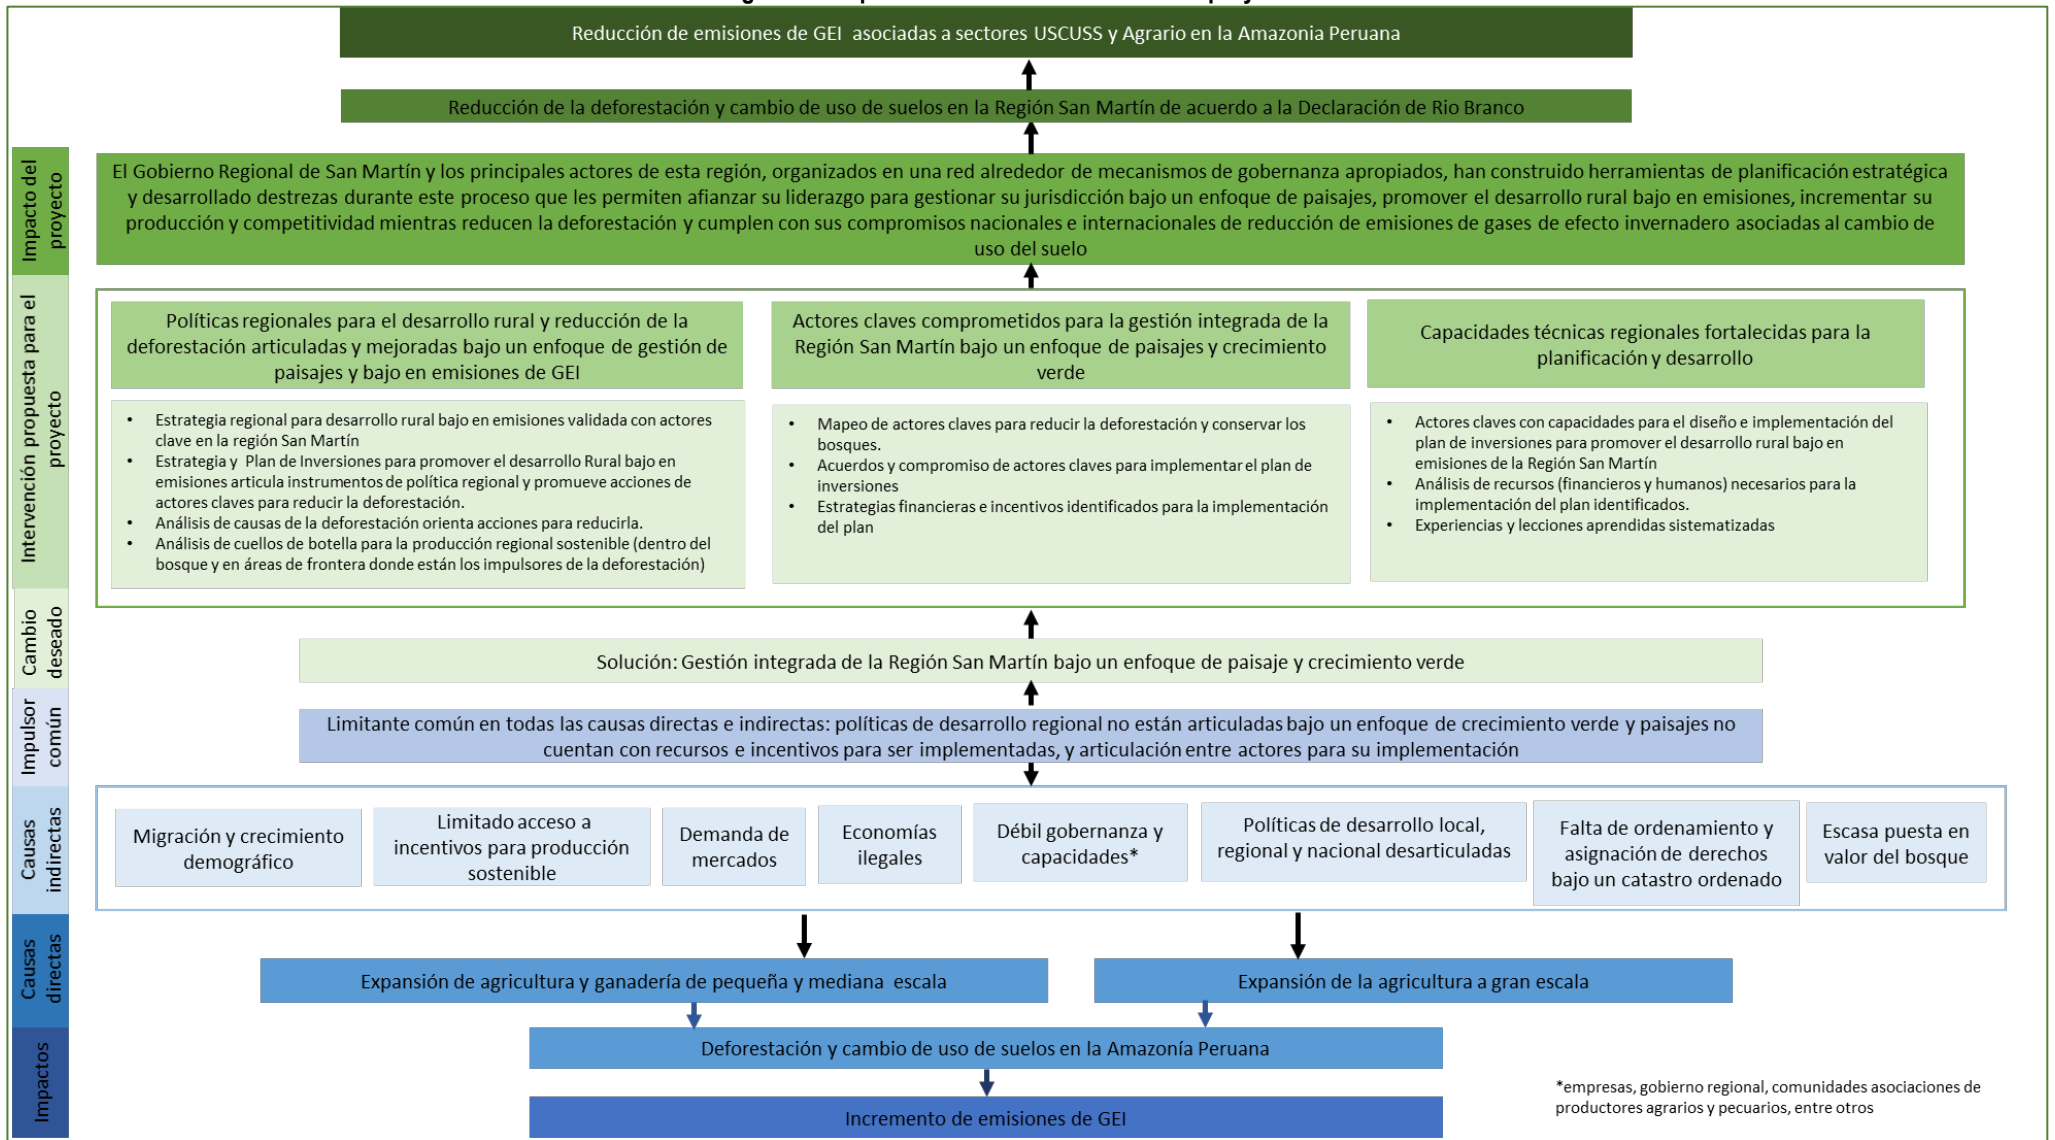 Reducción de emisiones de GEI asociadas a sectores USCUSS y Agrario en la Amazonia Peruana
Reducción de la deforestación y cambio de uso de suelos en la Región San Martín de acuerdo a la Declaración de Rio Branco
Impacto del
proyecto
El Gobierno Regional de San Martín y los principales actores de esta región, organizados en una red alrededor de mecanismos de gobernanza apropiados, han construido herramientas de planificación estratégica
y desarrollado destrezas durante este proceso que les permiten afianzar su liderazgo para gestionar su jurisdicción bajo un enfoque de paisajes, promover el desarrollo rural bajo en emisiones, incrementar su
producción y competitividad mientras reducen la deforestación y cumplen con sus compromisos nacionales e internacionales de reducción de emisiones de gases de efecto invernadero asociadas al cambio de
uso del suelo
Intervención propuesta para el
proyecto
Políticas regionales para el desarrollo rural y reducción de la
deforestación articuladas y mejoradas bajo un enfoque de gestión de
paisajes y bajo en emisiones de GEI
• Estrategia regional para desarrollo rural bajo en emisiones validada con actores
clave en la región San Martín
• Estrategia y Plan de Inversiones para promover el desarrollo Rural bajo en
emisiones articula instrumentos de política regional y promueve acciones de
actores claves para reducir la deforestación.
• Análisis de causas de la deforestación orienta acciones para reducirla.
• Análisis de cuellos de botella para la producción regional sostenible (dentro del
bosque y en áreas de frontera donde están los impulsores de la deforestación)
Actores claves comprometidos para la gestión integrada de la
Región San Martín bajo un enfoque de paisajes y crecimiento
verde
• Mapeo de actores claves para reducir la deforestación y conservar los
bosques.
• Acuerdos y compromiso de actores claves para implementar el plan de
inversiones
• Estrategias financieras e incentivos identificados para la implementación
del plan
Capacidades técnicas regionales fortalecidas para la
planificación y desarrollo
• Actores claves con capacidades para el diseño e implementación del
plan de inversiones para promover el desarrollo rural bajo en
emisiones de la Región San Martín
• Análisis de recursos (financieros y humanos) necesarios para la
implementación del plan identificados.
• Experiencias y lecciones aprendidas sistematizadas
Cambio
deseado
Solución: Gestión integrada de la Región San Martín bajo un enfoque de paisaje y crecimiento verde
Impulsor
común
Limitante común en todas las causas directas e indirectas: políticas de desarrollo regional no están articuladas bajo un enfoque de crecimiento verde y paisajes no
cuentan con recursos e incentivos para ser implementadas, y articulación entre actores para su implementación
Causas
indirectas
Migración y crecimiento
demográfico
Limitado acceso a
incentivos para producción
sostenible
Demanda de
mercados
Economías
ilegales
Débil gobernanza y
capacidades*
Políticas de desarrollo local,
regional y nacional desarticuladas
Falta de ordenamiento y
asignación de derechos
bajo un catastro ordenado
Escasa puesta en
valor del bosque
Causas
directas
Expansión de agricultura y ganadería de pequeña y mediana escala
Expansión de la agricultura a gran escala
Impactos
Deforestación y cambio de uso de suelos en la Amazonía Peruana
Incremento de emisiones de GEI
*empresas, gobierno regional, comunidades asociaciones de
productores agrarios y pecuarios, entre otros